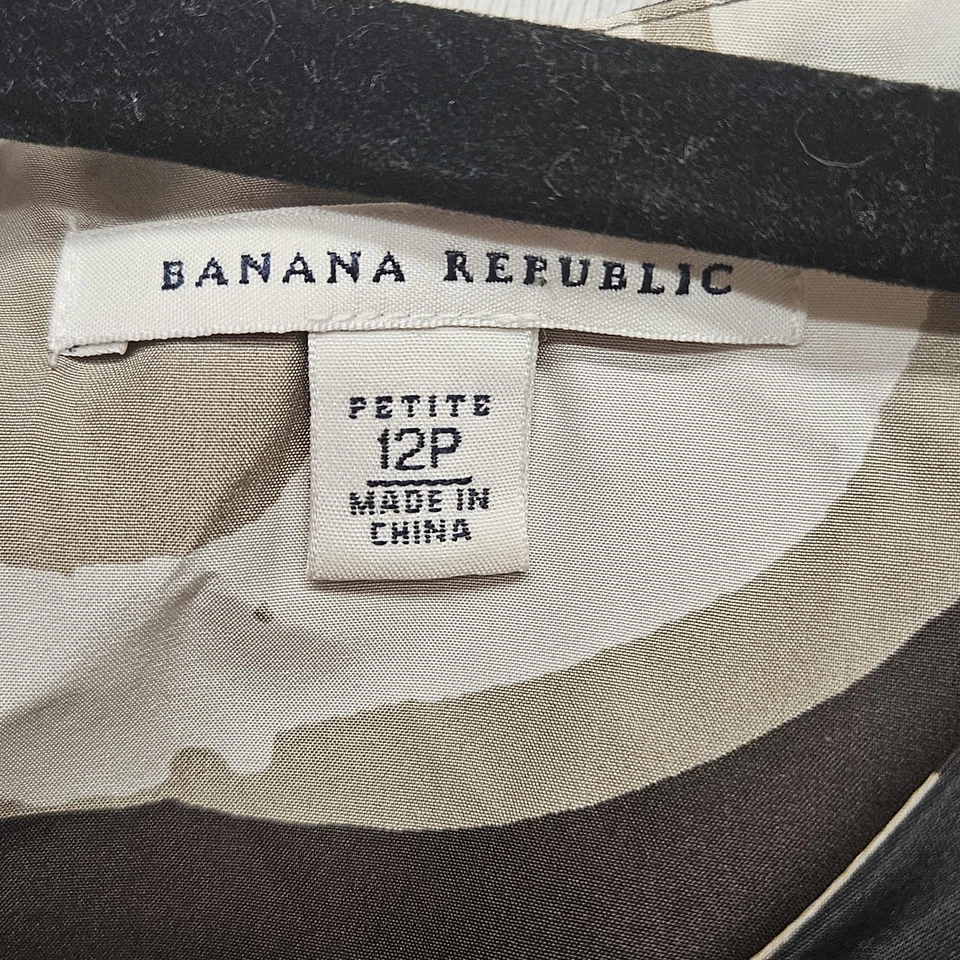 BANANA REPUBLIC
PETITE
12P
MADE IN
CHINA